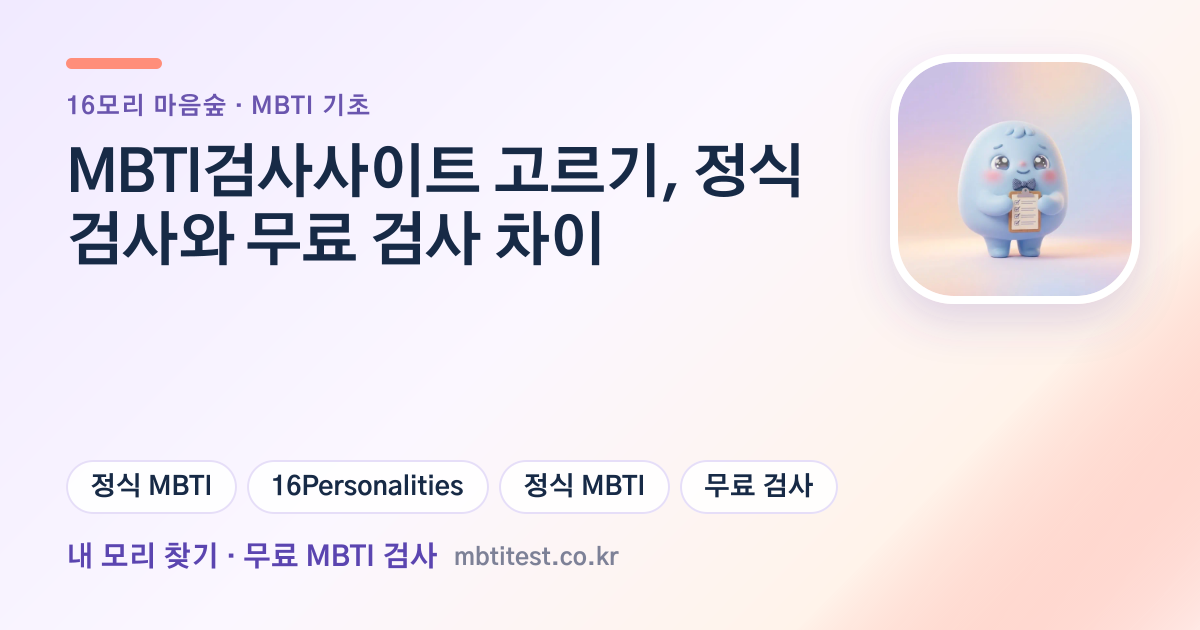 16모리 마음숲 · MBTI 기초
MBTI검사사이트 고르기, 정식
검사와 무료 검사 차이
정식 MBTI
16Personalities
정식 MBTI
무료 검사
내 모리 찾기 · 무료 MBTI 검사 mbtitest.co.kr